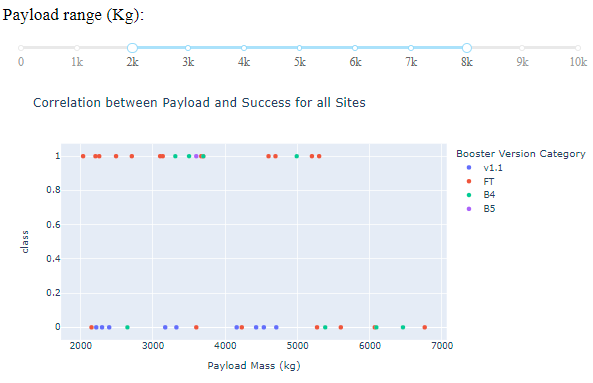 Payload range (Kg):
0 1k 2k 3k 4k 5k 6k 7k 8k 9k 10k
Correlation between Payload and Success for all Sites
Booster Version Category
v1.1
FT
B4
B5
class
1
0.8
0.6
0.4
0.2
0
2000 3000 4000 5000 6000 7000
Payload Mass (kg)